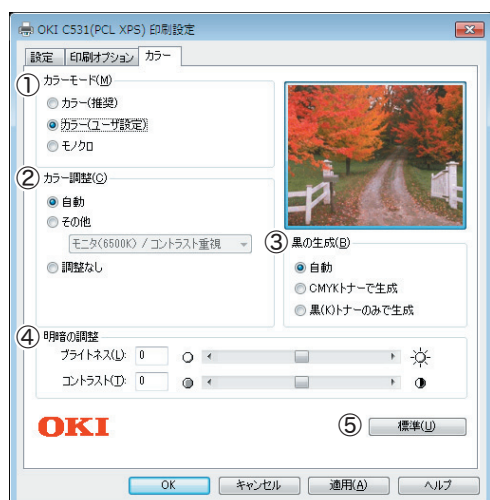 OKI C531(PCL XPS) 印刷設定
設定 印刷オプション カラー
① カラーモード(M)
カラー(推奨)
カラー(ユーザ設定)
モノクロ
② カラー調整(C)
自動
その他
モニタ(6500K) / コントラスト重視
調整なし
③ 黒の生成(B)
自動
CMYKトナーで生成
黒(K)トナーのみで生成
④ 明暗の調整
ブライトネス(L): 0
コントラスト(T): 0
OKI
⑤ 標準(U)
OK キャンセル 適用(A) ヘルプ